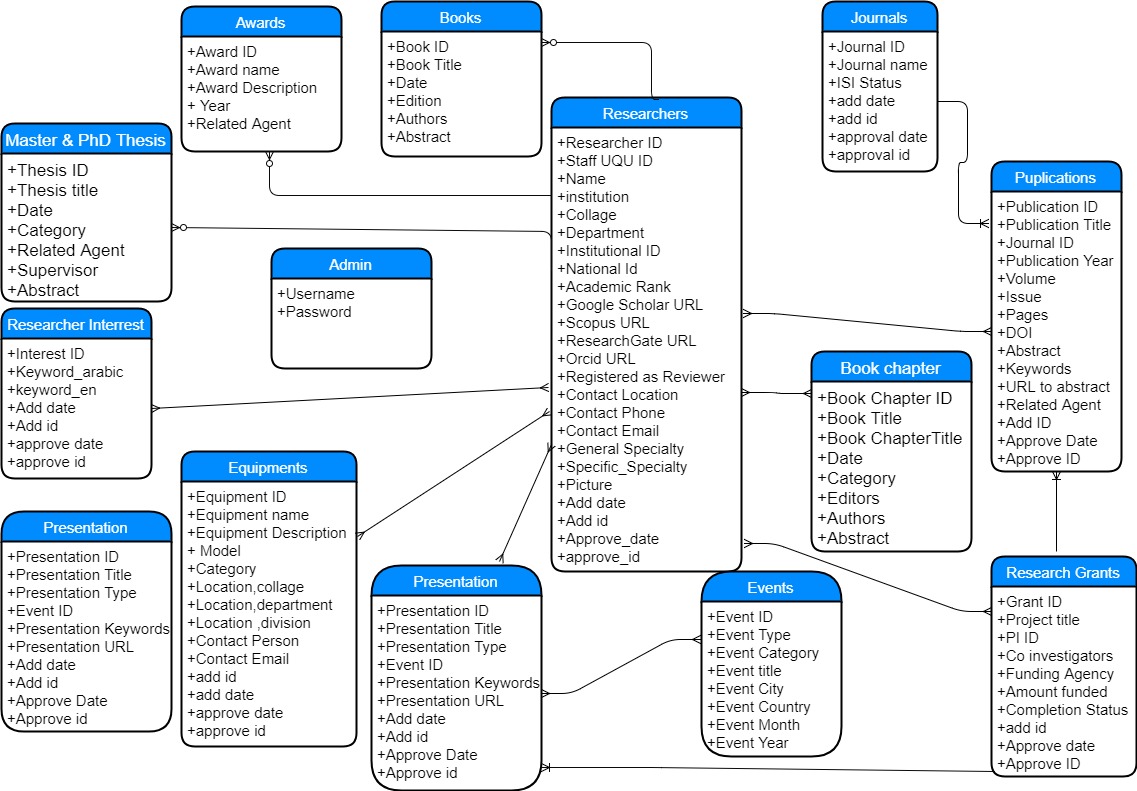 Awards
+Award ID
+Award name
+Award Description
+ Year
+Related Agent
Books
+Book ID
+Book Title
+Date
+Edition
+Authors
+Abstract
Journals
+Journal ID
+Journal name
+ISI Status
+add date
+add id
+approval date
+approval id
Master & PhD Thesis
+Thesis ID
+Thesis title
+Date
+Category
+Related Agent
+Supervisor
+Abstract
Researchers
+Researcher ID
+Staff UQU ID
+Name
+institution
+Collage
+Department
+Institutional ID
+National Id
+Academic Rank
+Google Scholar URL
+Scopus URL
+ResearchGate URL
+Orcid URL
+Registered as Reviewer
+Contact Location
+Contact Phone
+Contact Email
+General Specialty
+Specific_Specialty
+Picture
+Add date
+Add id
+Approve_date
+approve_id
Puplications
+Publication ID
+Publication Title
+Journal ID
+Publication Year
+Volume
+Issue
+Pages
+DOI
+Abstract
+Keywords
+URL to abstract
+Related Agent
+Add ID
+Approve Date
+Approve ID
Admin
+Username
+Password
Researcher Interrest
+Interest ID
+Keyword_arabic
+keyword_en
+Add date
+Add id
+approve date
+approve id
Book chapter
+Book Chapter ID
+Book Title
+Book ChapterTitle
+Date
+Category
+Editors
+Authors
+Abstract
Equipments
+Equipment ID
+Equipment name
+Equipment Description
+ Model
+Category
+Location,collage
+Location,department
+Location ,division
+Contact Person
+Contact Email
+add id
+add date
+approve date
+approve id
Presentation
+Presentation ID
+Presentation Title
+Presentation Type
+Event ID
+Presentation Keywords
+Presentation URL
+Add date
+Add id
+Approve Date
+Approve id
Presentation
+Presentation ID
+Presentation Title
+Presentation Type
+Event ID
+Presentation Keywords
+Presentation URL
+Add date
+Add id
+Approve Date
+Approve id
Events
+Event ID
+Event Type
+Event Category
+Event title
+Event City
+Event Country
+Event Month
+Event Year
Research Grants
+Grant ID
+Project title
+PI ID
+Co investigators
+Funding Agency
+Amount funded
+Completion Status
+add id
+Approve date
+Approve ID